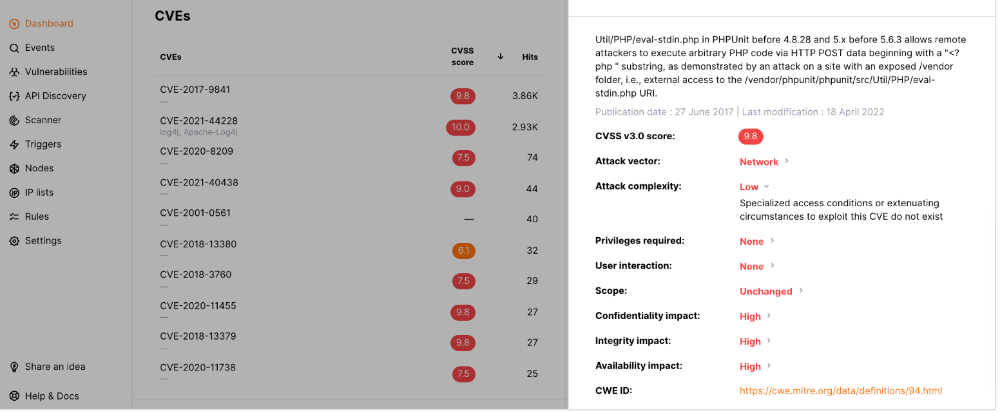 Dashboard
Events
Vulnerabilities
API Discovery
Scanner
Triggers
Nodes
IP lists
Rules
Settings
Share an idea
Help & Docs
CVEs
CVEs CVSS score ↓ Hits
CVE-2017-9841 9.8 3.86K
—
CVE-2021-44228 10.0 2.93K
log4j, Apache-Log4j
CVE-2020-8209 7.5 74
—
CVE-2021-40438 9.0 44
—
CVE-2001-0561 — 40
—
CVE-2018-13380 6.1 32
—
CVE-2018-3760 7.5 29
—
CVE-2020-11455 9.8 27
—
CVE-2018-13379 9.8 27
—
CVE-2020-11738 7.5 25
—
Util/PHP/eval-stdin.php in PHPUnit before 4.8.28 and 5.x before 5.6.3 allows remote
attackers to execute arbitrary PHP code via HTTP POST data beginning with a "<?
php " substring, as demonstrated by an attack on a site with an exposed /vendor
folder, i.e., external access to the /vendor/phpunit/phpunit/src/Util/PHP/eval-
stdin.php URI.
Publication date : 27 June 2017 | Last modification : 18 April 2022
CVSS v3.0 score: 9.8
Attack vector: Network
Attack complexity: Low
Specialized access conditions or extenuating
circumstances to exploit this CVE do not exist
Privileges required: None
User interaction: None
Scope: Unchanged
Confidentiality impact: High
Integrity impact: High
Availability impact: High
CWE ID: https://cwe.mitre.org/data/definitions/94.html